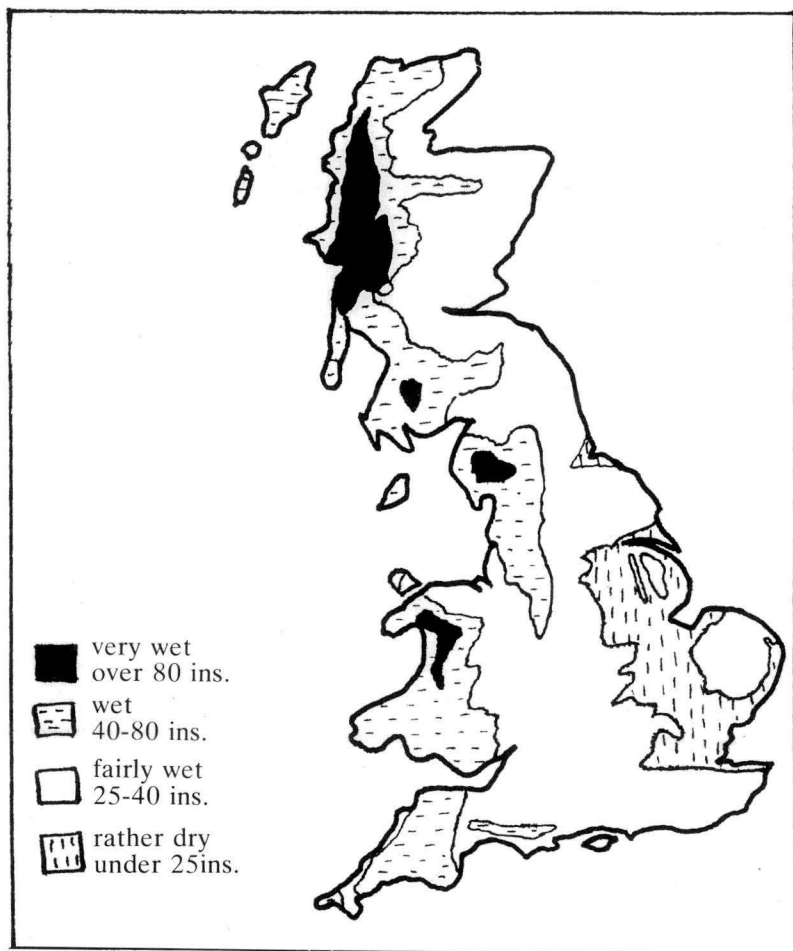 very wet
over 80 ins.
wet
40-80 ins.
fairly wet
25-40 ins.
rather dry
under 25ins.